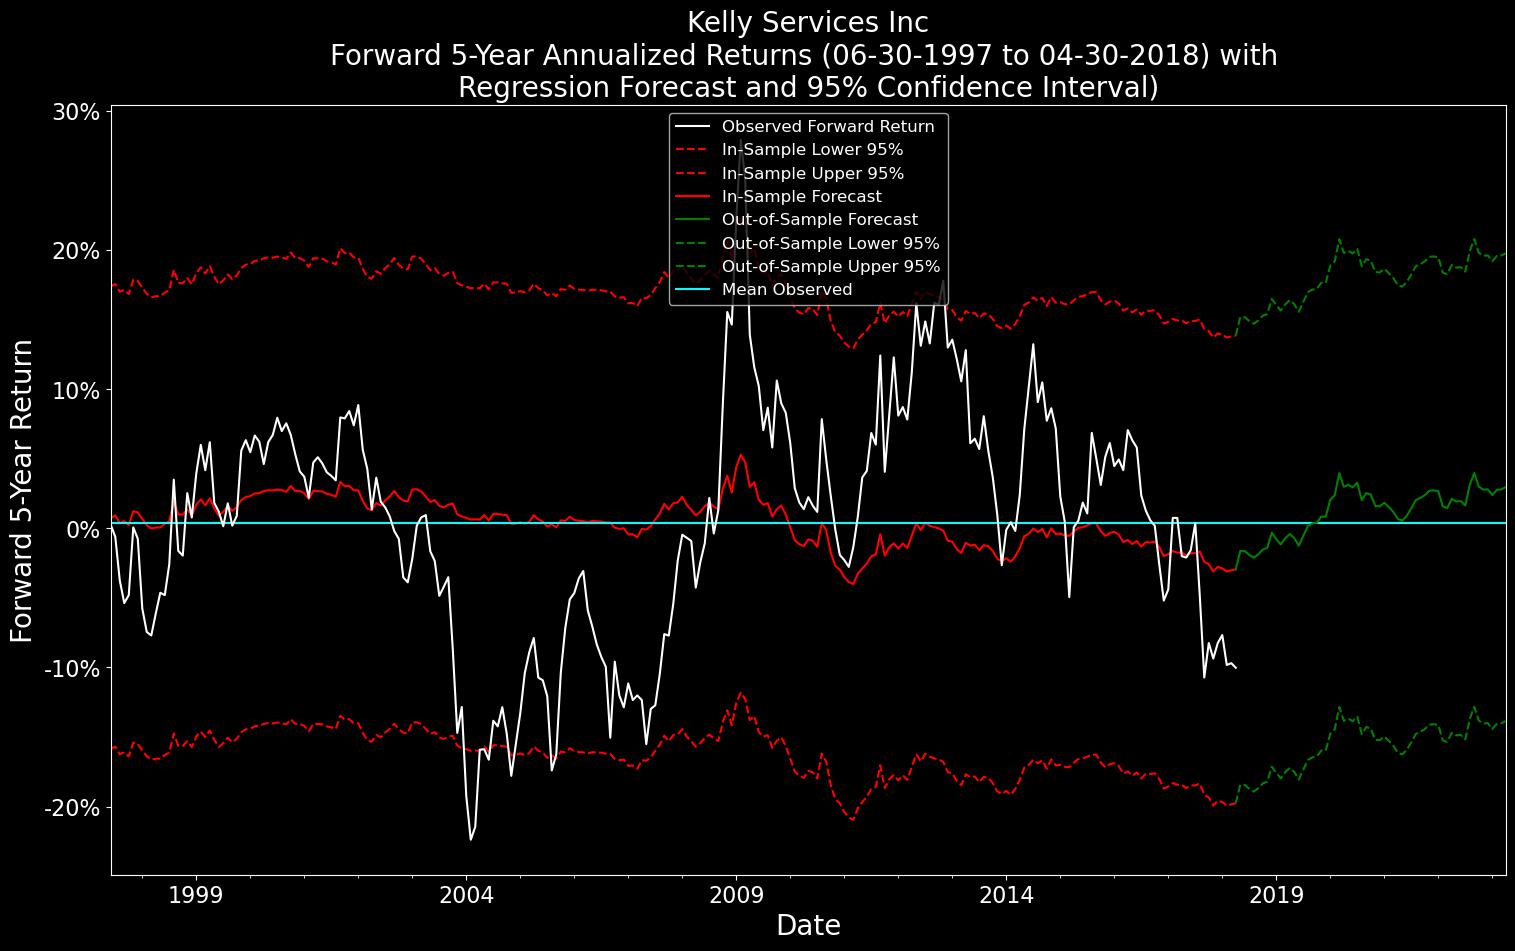 Kelly Services Inc
Forward 5-Year Annualized Returns (06-30-1997 to 04-30-2018) with
Regression Forecast and 95% Confidence Interval)
30%
20%
10%
0%
-10%
-20%
Forward 5-Year Return
Observed Forward Return
In-Sample Lower 95%
In-Sample Upper 95%
In-Sample Forecast
Out-of-Sample Forecast
Out-of-Sample Lower 95%
Out-of-Sample Upper 95%
Mean Observed
1999 2004 2009 2014 2019
Date